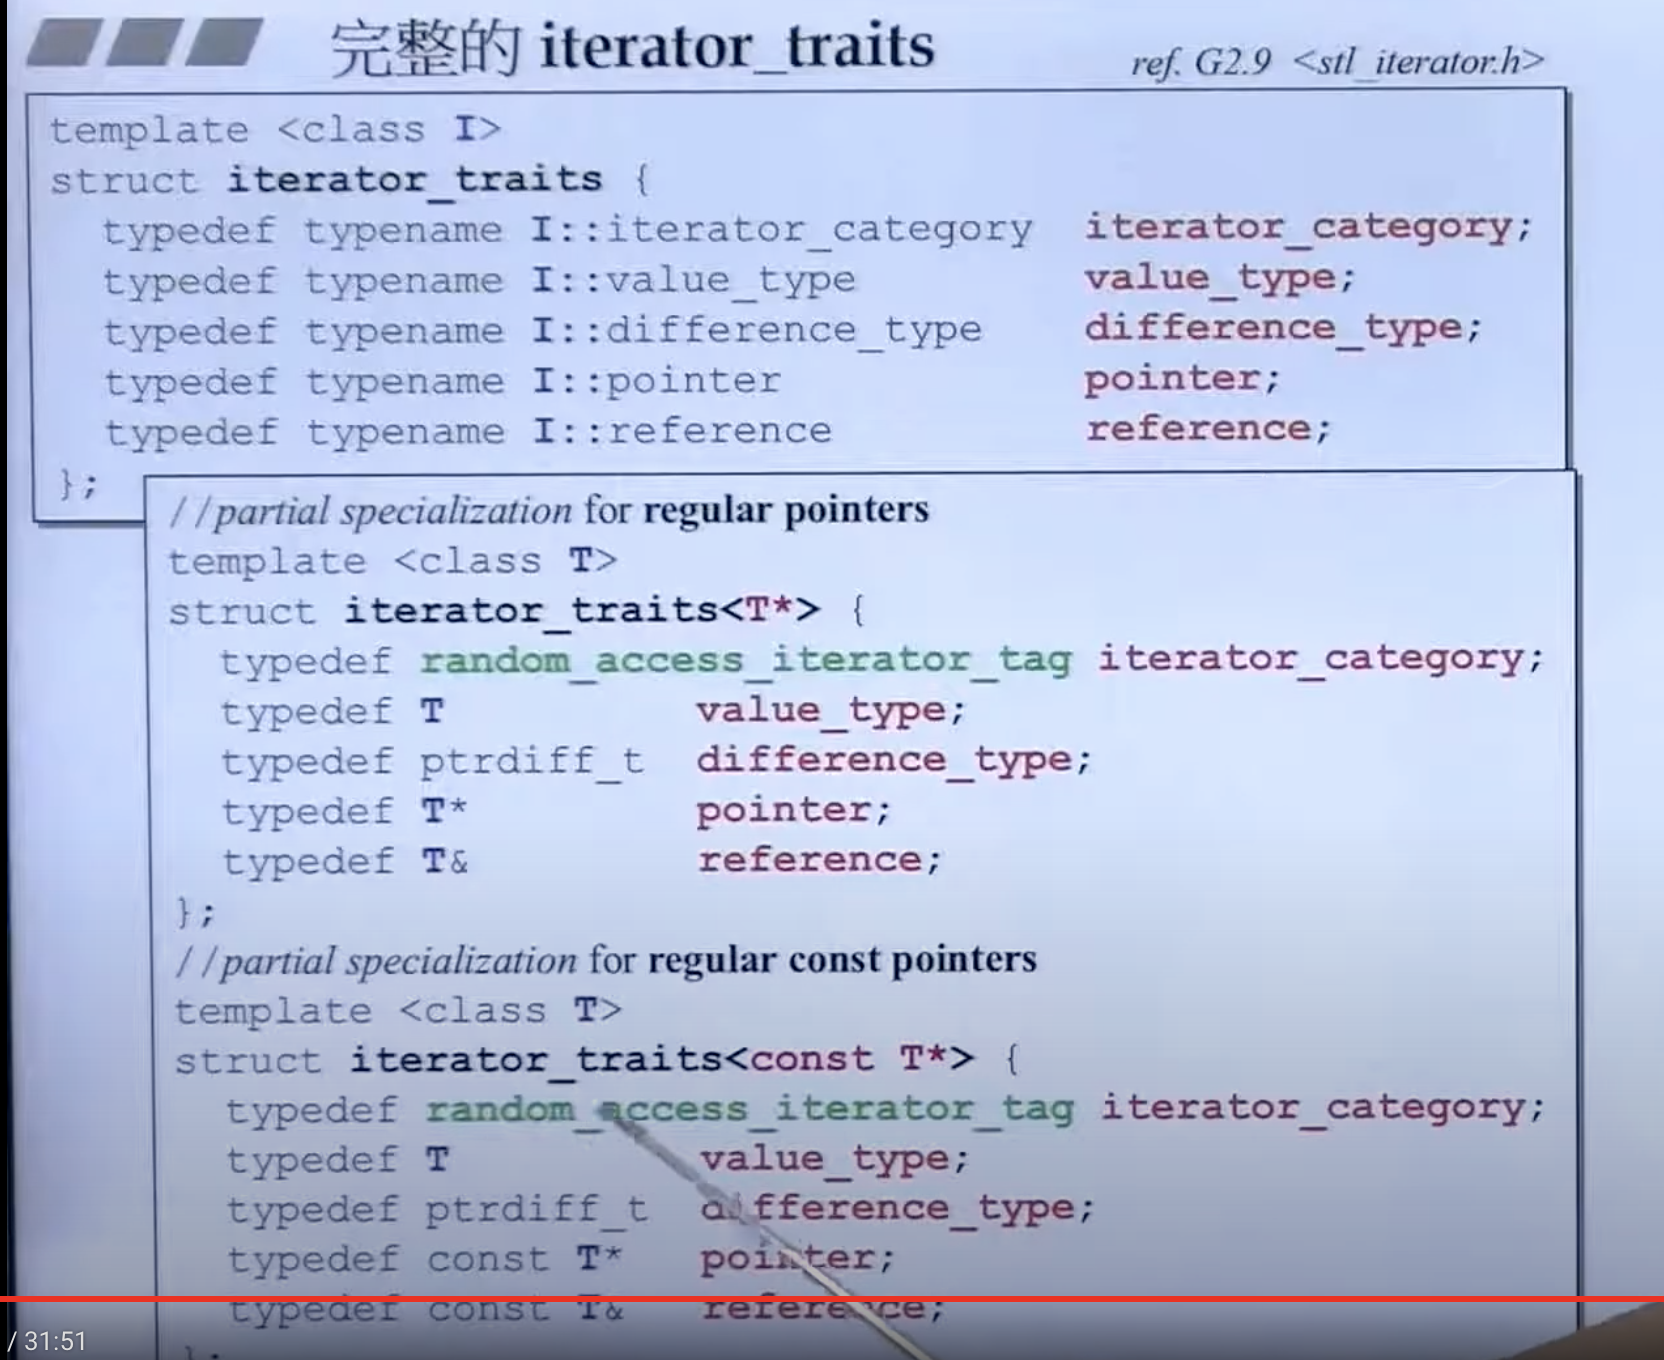 完整的 iterator_traits
ref. G2.9 <stl_iterator.h>
template <class I>
struct iterator_traits {
typedef typename I::iterator_category iterator_category;
typedef typename I::value_type value_type;
typedef typename I::difference_type difference_type;
typedef typename I::pointer pointer;
typedef typename I::reference reference;
};
//partial specialization for regular pointers
template <class T>
struct iterator_traits<T*> {
typedef random_access_iterator_tag iterator_category;
typedef T value_type;
typedef ptrdiff_t difference_type;
typedef T* pointer;
typedef T& reference;
};
//partial specialization for regular const pointers
template <class T>
struct iterator_traits<const T*> {
typedef random_access_iterator_tag iterator_category;
typedef T value_type;
typedef ptrdiff_t difference_type;
typedef const T* pointer;
typedef const T& reference;
};
/ 31:51